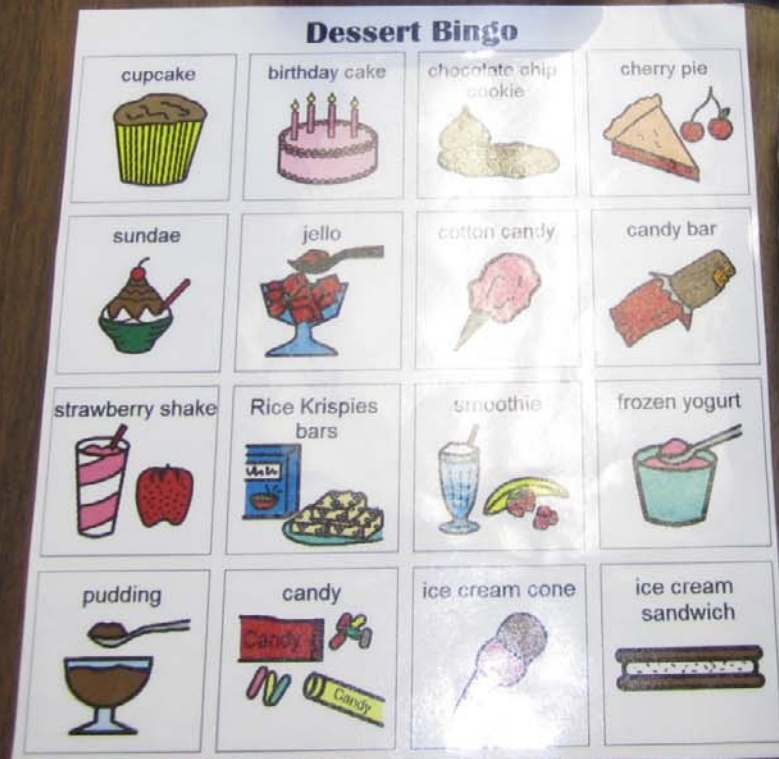 Dessert Bingo
cupcake
birthday cake
chocolate chip
cookie
cherry pie
sundae
jello
cotton candy
candy bar
strawberry shake
Rice Krispies
bars
smoothie
frozen yogurt
pudding
candy
Candy
Candy
ice cream cone
ice cream
sandwich